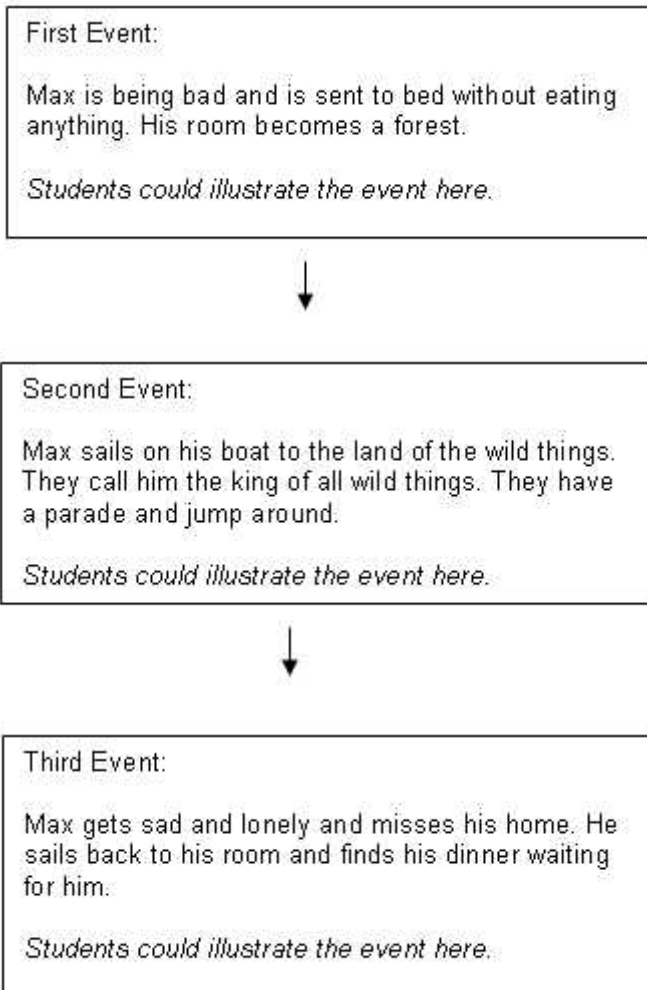 First Event:
Max is being bad and is sent to bed without eating
anything. His room becomes a forest.
Students could illustrate the event here.
Second Event:
Max sails on his boat to the land of the wild things.
They call him the king of all wild things. They have
a parade and jump around.
Students could illustrate the event here.
Third Event:
Max gets sad and lonely and misses his home. He
sails back to his room and finds his dinner waiting
for him.
Students could illustrate the event here.